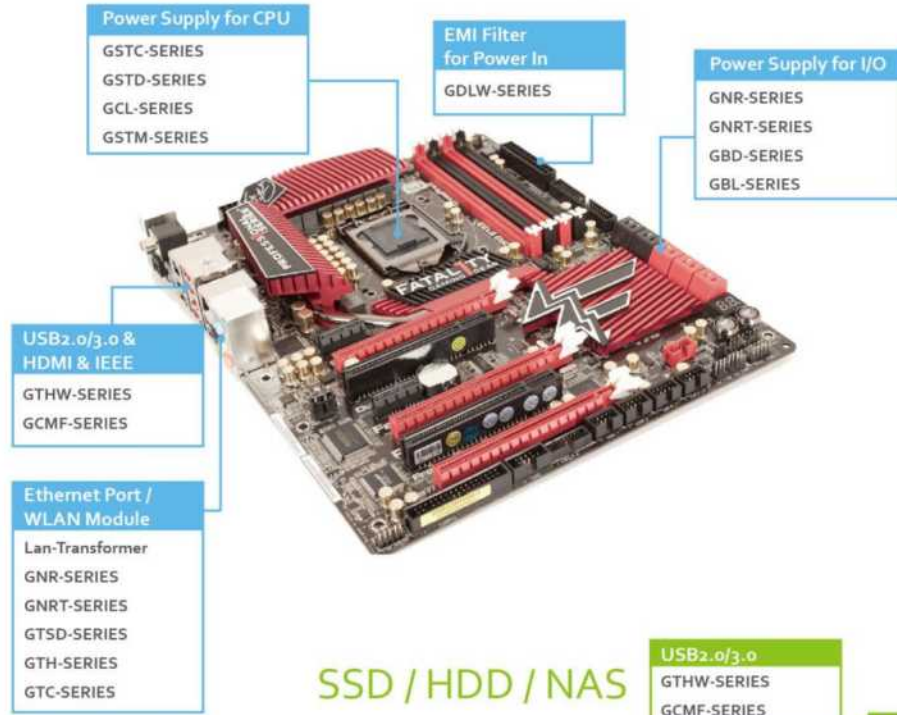 Power Supply for CPU
GSTC-SERIES
GSTD-SERIES
GCL-SERIES
GSTM-SERIES
EMI Filter
for Power In
GDLW-SERIES
Power Supply for I/O
GNR-SERIES
GNRT-SERIES
GBD-SERIES
GBL-SERIES
FATAL1TY
USB2.0/3.0 &
HDMI & IEEE
GTHW-SERIES
GCMF-SERIES
Ethernet Port /
WLAN Module
Lan-Transformer
GNR-SERIES
GNRT-SERIES
GTSD-SERIES
GTH-SERIES
GTC-SERIES
SSD / HDD / NAS
USB2.0/3.0
GTHW-SERIES
GCMF-SERIES